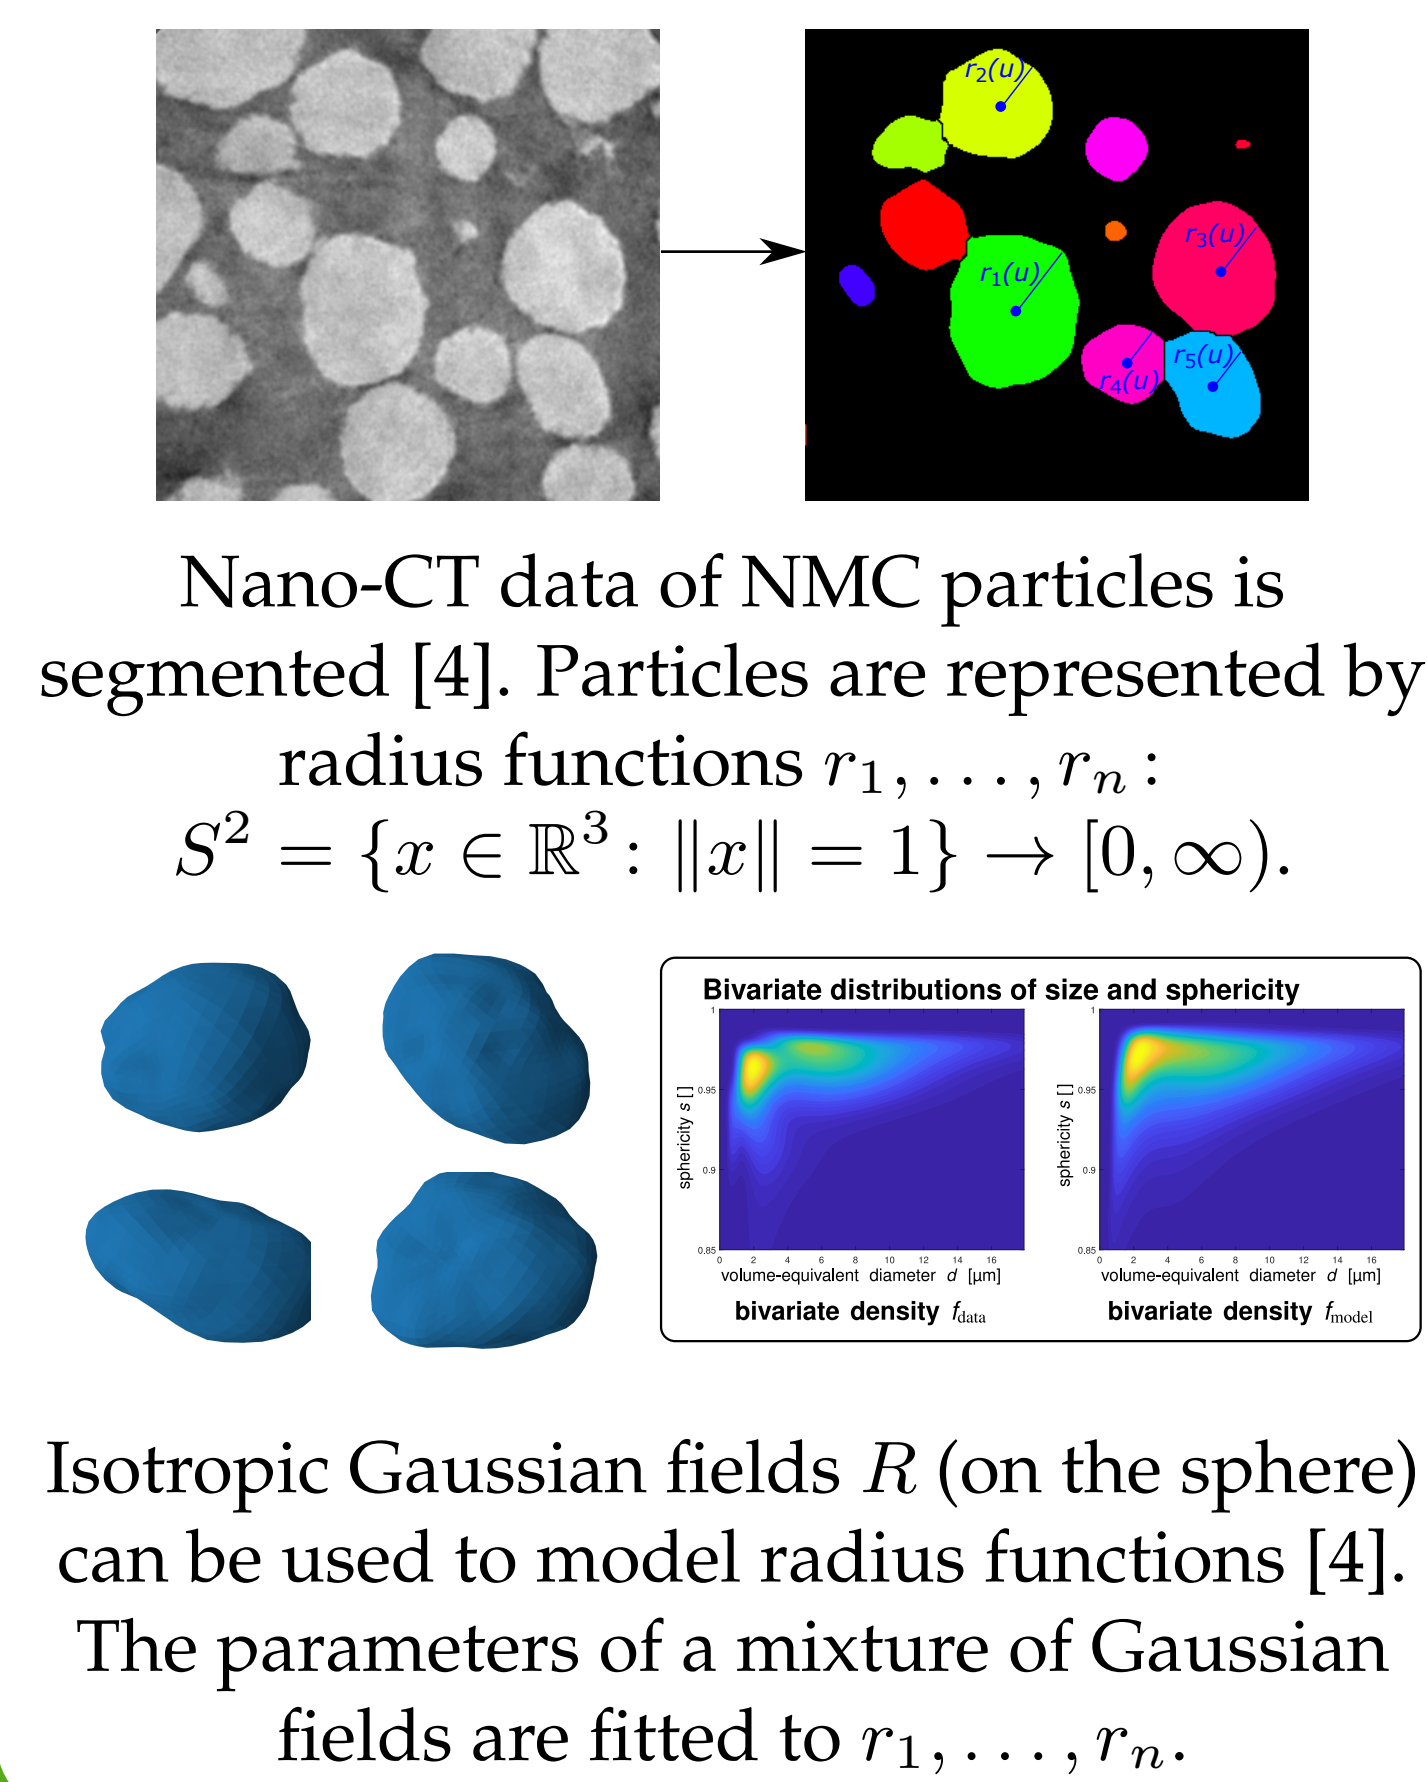 r₂(u)
r₃(u)
r₁(u)
r₅(u)
r₄(u)
Nano-CT data of NMC particles is
segmented [4]. Particles are represented by
radius functions r₁, . . . , rₙ :
S² = {x ∈ ℝ³ : ‖x‖ = 1} → [0, ∞).
Bivariate distributions of size and sphericity
1
0.95
0.9
0.85
sphericity s []
0 2 4 6 8 10 12 14 16
volume-equivalent diameter d [µm]
bivariate density f_data
1
0.95
0.9
0.85
sphericity s []
0 2 4 6 8 10 12 14 16
volume-equivalent diameter d [µm]
bivariate density f_model
Isotropic Gaussian fields R (on the sphere)
can be used to model radius functions [4].
The parameters of a mixture of Gaussian
fields are fitted to r₁, . . . , rₙ.